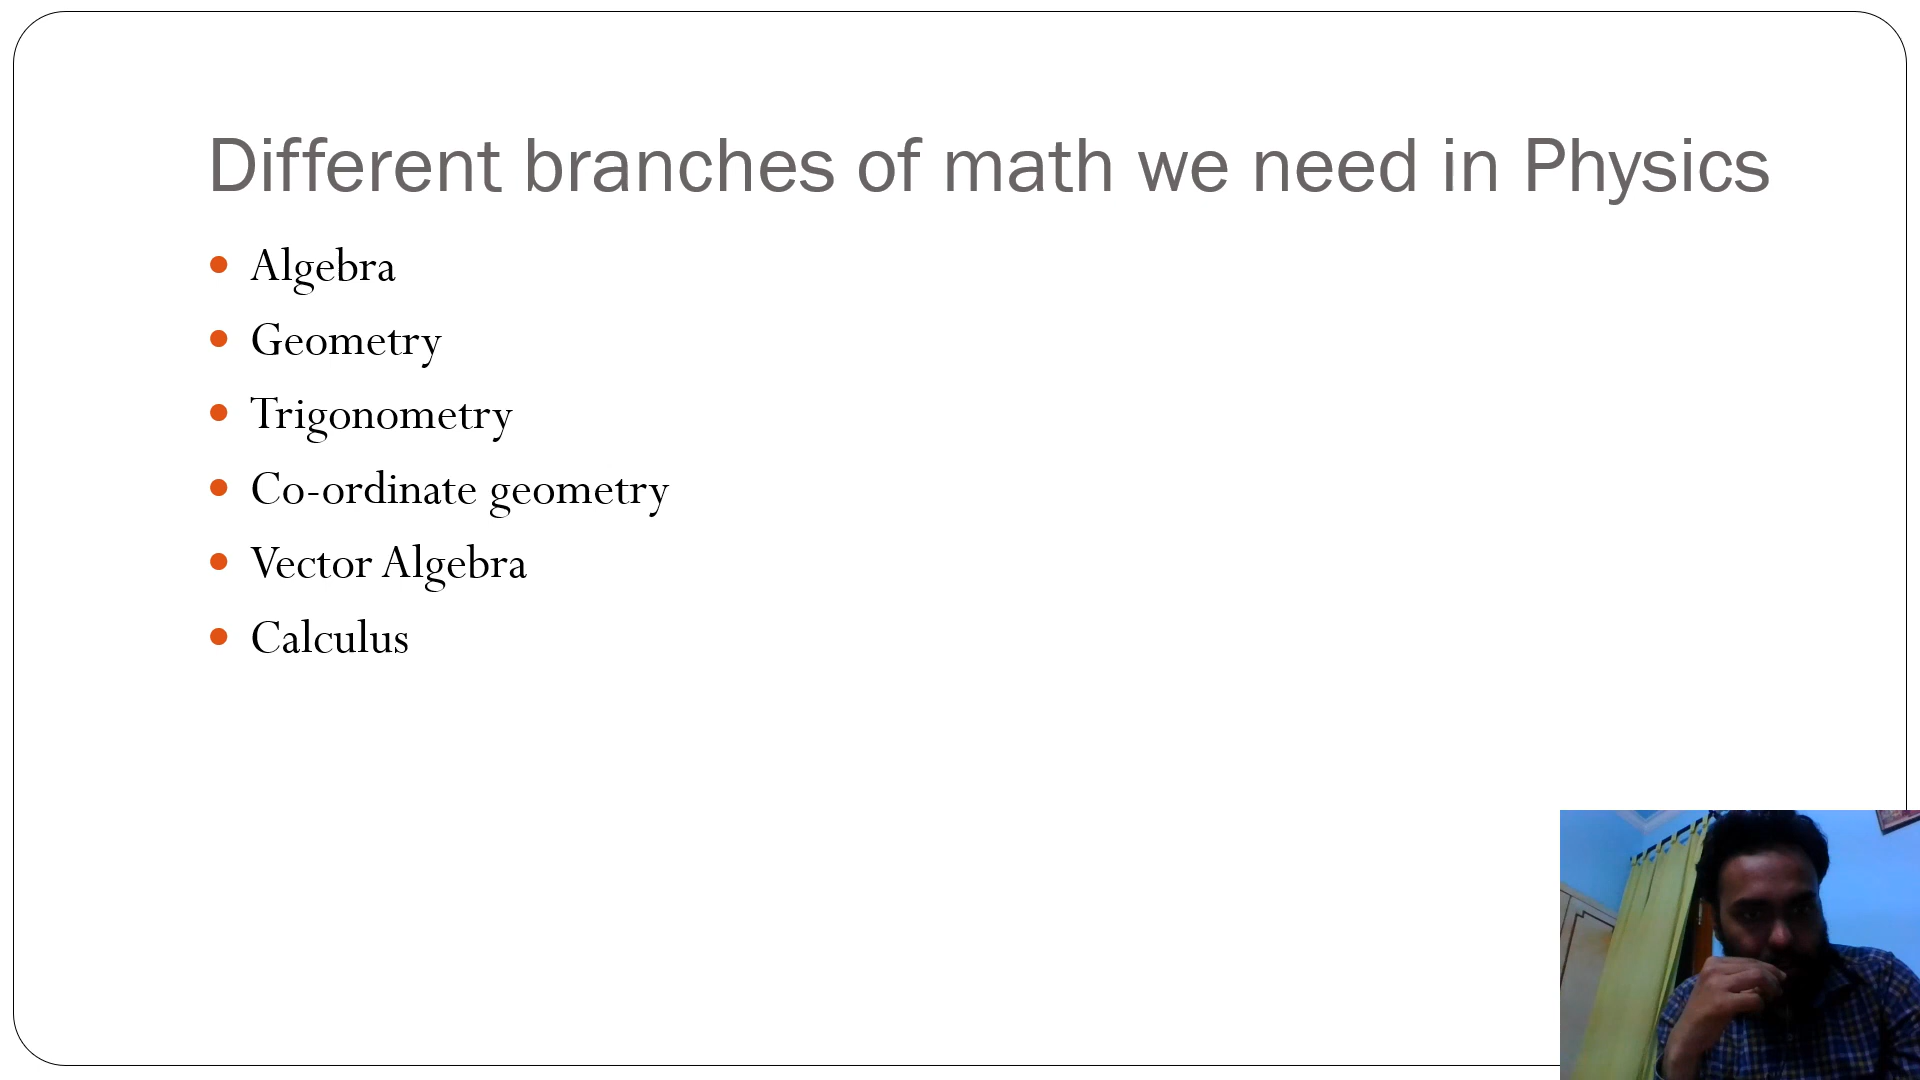 Different branches of math we need in Physics
Algebra
Geometry
Trigonometry
Co-ordinate geometry
Vector Algebra
Calculus